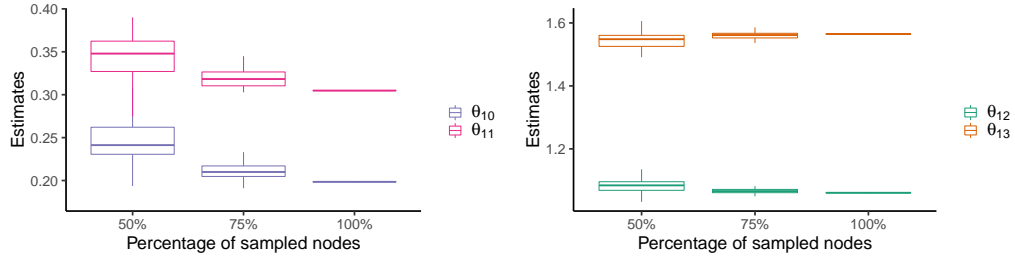 Estimates
0.40
0.35
0.30
0.25
0.20
50%
75%
100%
Percentage of sampled nodes
θ10
θ11
Estimates
1.6
1.4
1.2
50%
75%
100%
Percentage of sampled nodes
θ12
θ13